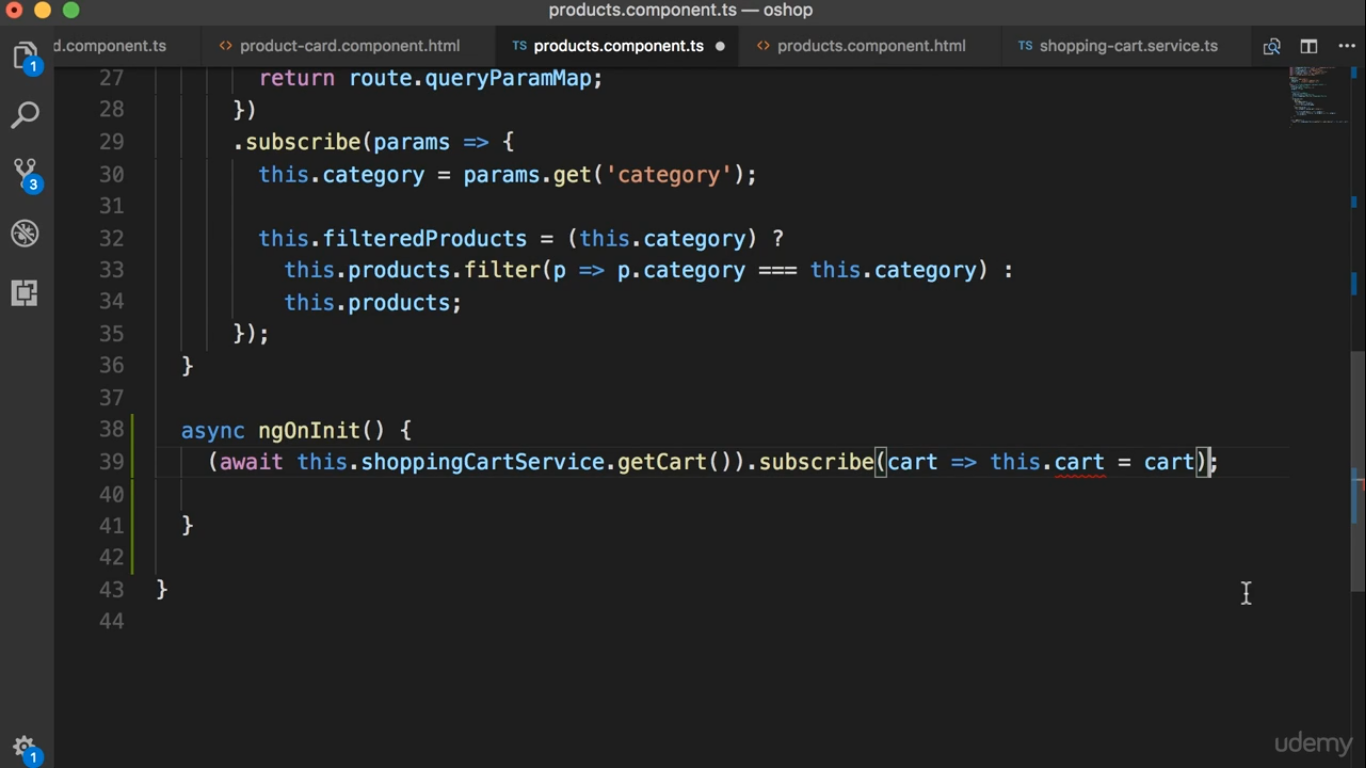 products.component.ts — oshop
d.component.ts <> product-card.component.html TS products.component.ts ● <> products.component.html TS shopping-cart.service.ts ...
27 return route.queryParamMap;
28 })
29 .subscribe(params => {
30 this.category = params.get('category');
31
32 this.filteredProducts = (this.category) ?
33 this.products.filter(p => p.category === this.category) :
34 this.products;
35 });
36 }
37
38 async ngOnInit() {
39 (await this.shoppingCartService.getCart()).subscribe(cart => this.cart = cart);
40
41 }
42
43 }
44
1
3
1
udemy